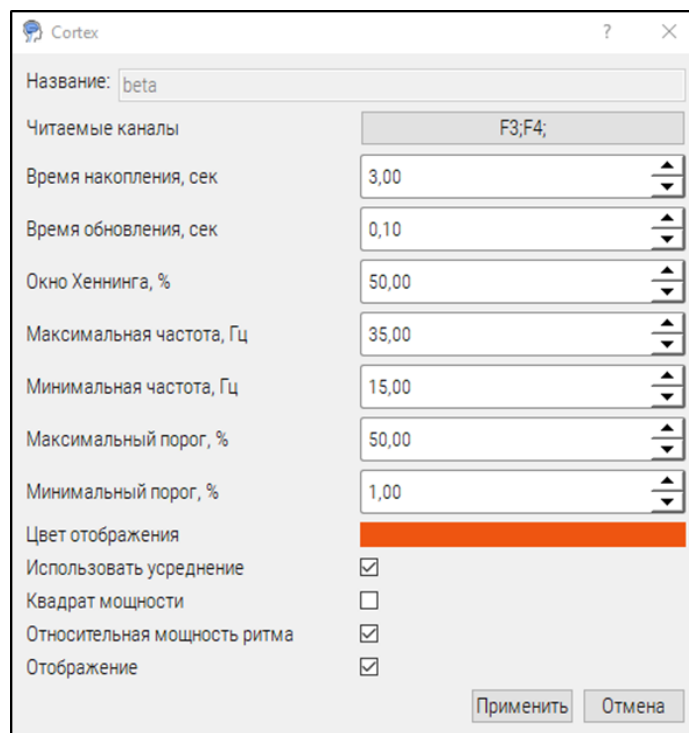 Cortex ?
Название: beta
Читаемые каналы F3;F4;
Время накопления, сек 3,00
Время обновления, сек 0,10
Окно Хеннинга, % 50,00
Максимальная частота, Гц 35,00
Минимальная частота, Гц 15,00
Максимальный порог, % 50,00
Минимальный порог, % 1,00
Цвет отображения
Использовать усреднение
Квадрат мощности
Относительная мощность ритма
Отображение
Применить Отмена